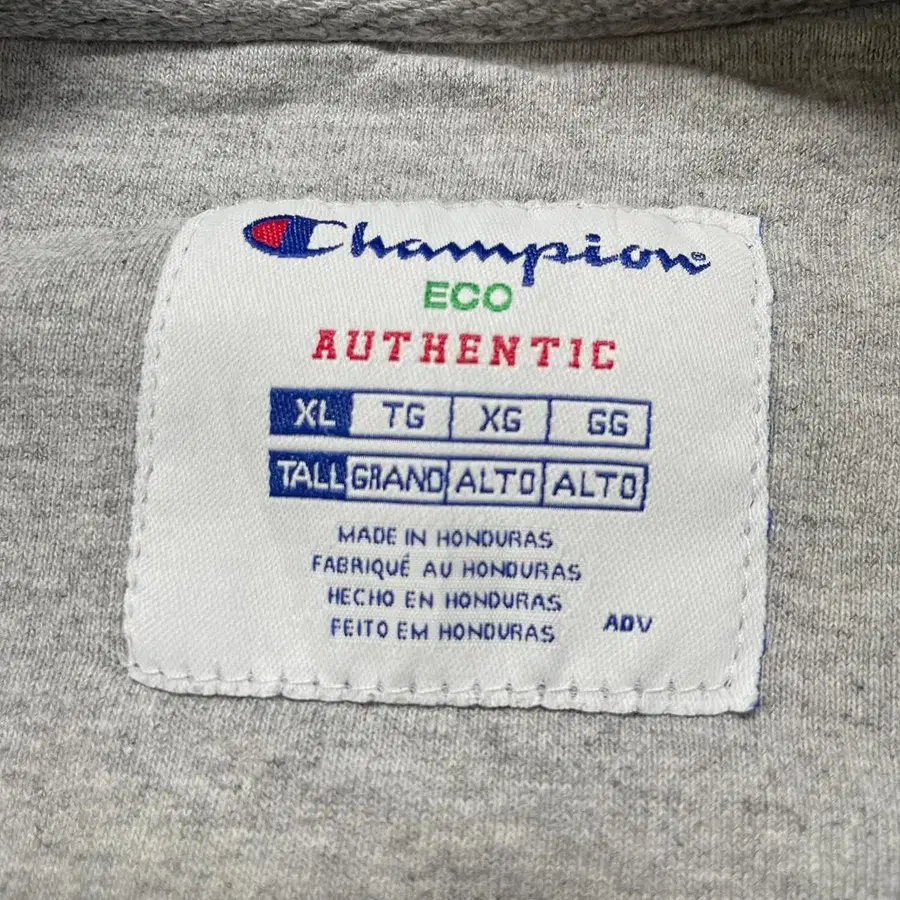 Champion
ECO
AUTHENTIC
XL TG XG GG
TALL GRAND ALTO ALTO
MADE IN HONDURAS
FABRIQUÉ AU HONDURAS
HECHO EN HONDURAS
FEITO EM HONDURAS
ADV